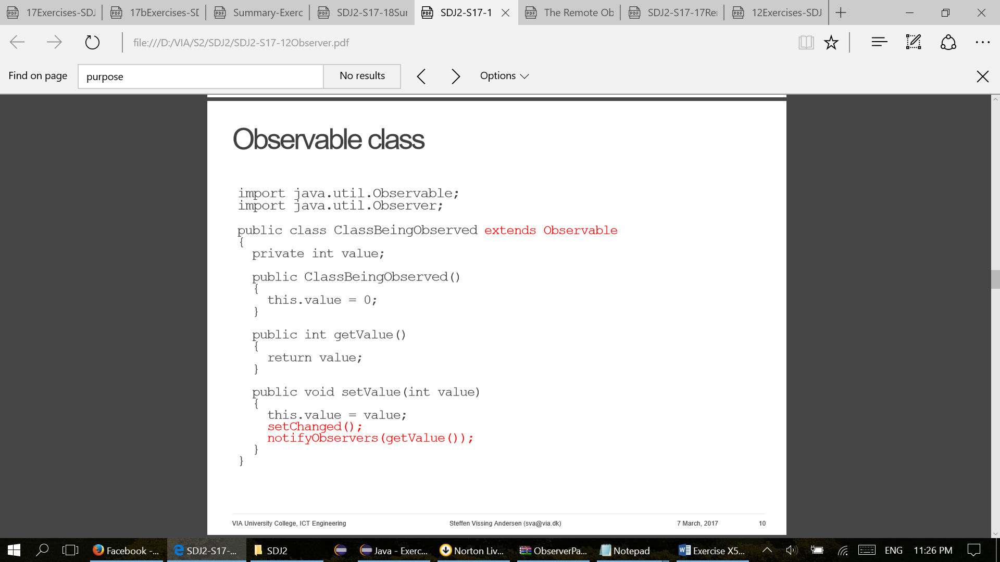 17Exercises-SDJ
17bExercises-SD
Summary-Exerc
SDJ2-S17-18Sur
SDJ2-S17-1
The Remote Ob
SDJ2-S17-17Re
12Exercises-SDJ
file:///D:/VIA/S2/SDJ2/SDJ2-S17-12Observer.pdf
Find on page
purpose
No results
Options
Observable class
import java.util.Observable;
import java.util.Observer;
public class ClassBeingObserved extends Observable
{
private int value;
public ClassBeingObserved()
{
this.value = 0;
}
public int getValue()
{
return value;
}
public void setValue(int value)
{
this.value = value;
setChanged();
notifyObservers(getValue());
}
}
VIA University College, ICT Engineering
Steffen Vissing Andersen (sva@via.dk)
7 March, 2017
10
Facebook -...
SDJ2-S17-...
SDJ2
Java - Exerc...
Norton Liv...
ObserverPa...
Notepad
Exercise X5...
ENG
11:26 PM